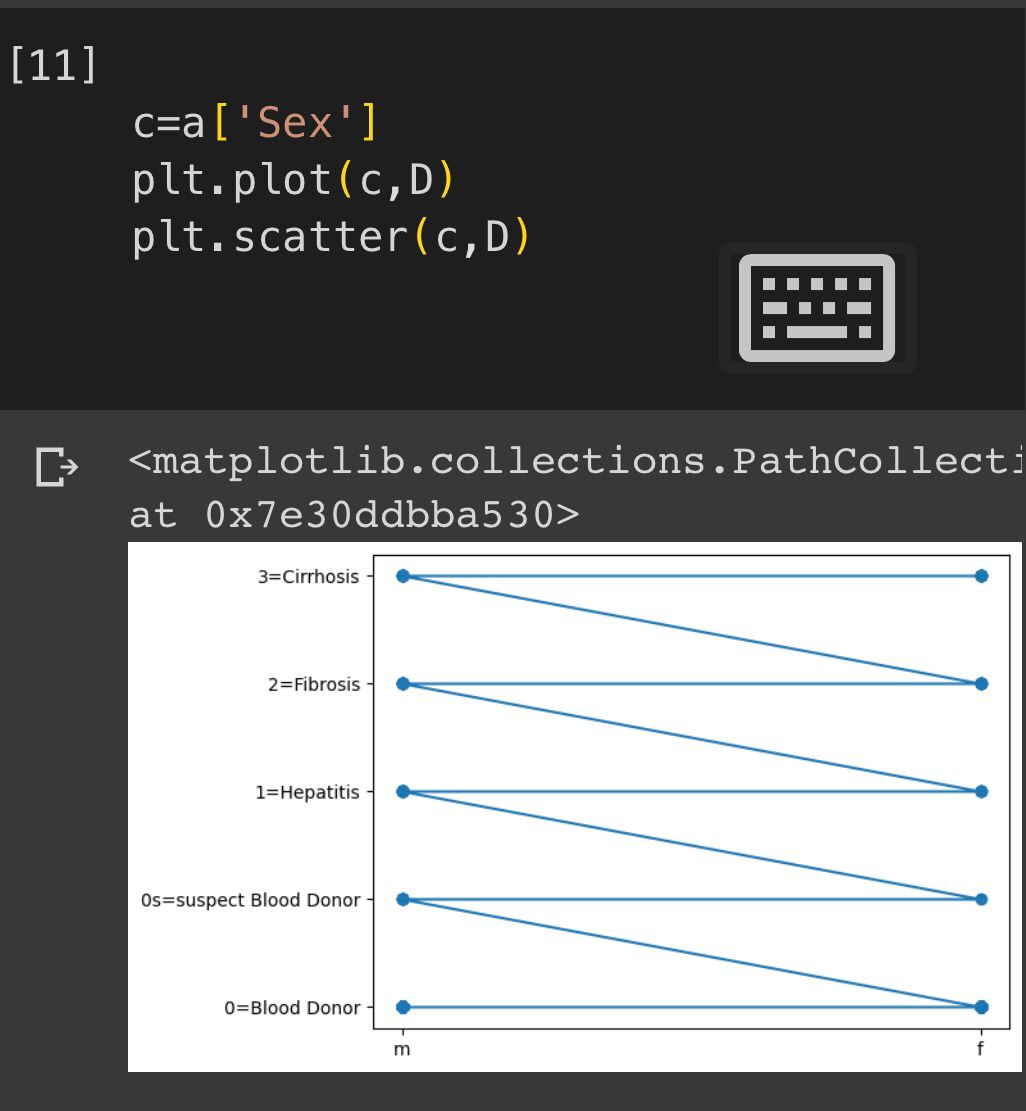 [11]
c=a['Sex']
plt.plot(c,D)
plt.scatter(c,D)
<matplotlib.collections.PathCollecti
at 0x7e30ddbba530>
3=Cirrhosis
2=Fibrosis
1=Hepatitis
0s=suspect Blood Donor
0=Blood Donor
m f